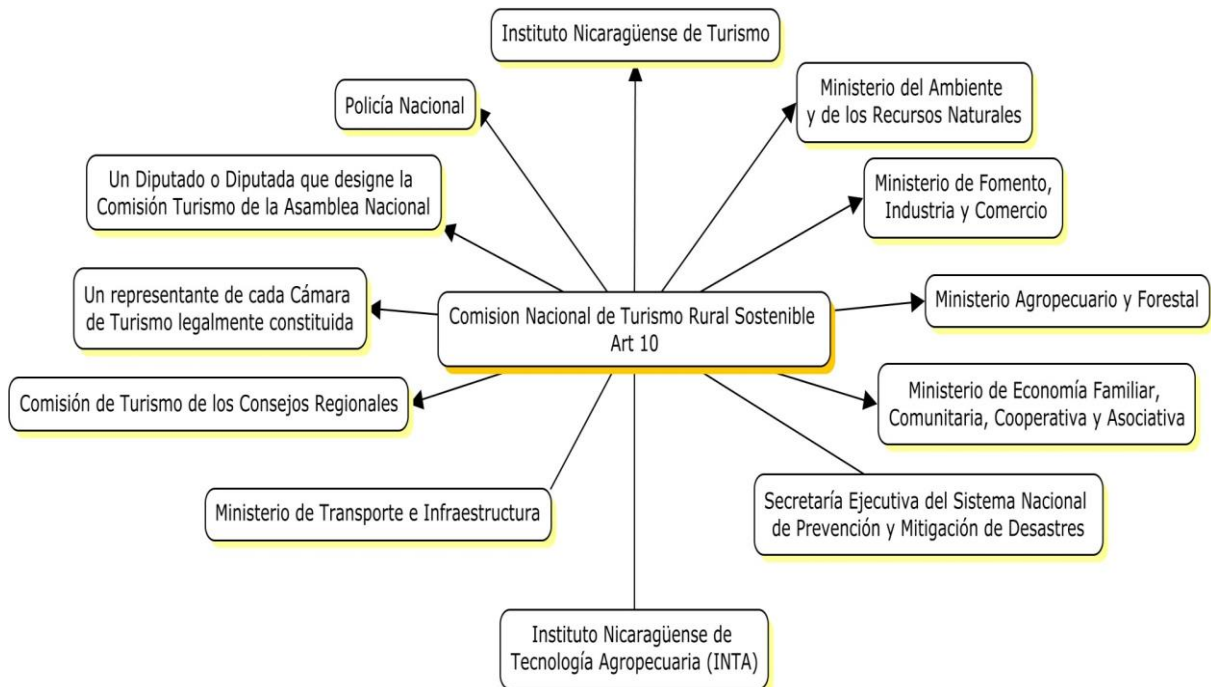 Instituto Nicaragüense de Turismo
Policía Nacional
Ministerio del Ambiente
y de los Recursos Naturales
Un Diputado o Diputada que designe la
Comisión Turismo de la Asamblea Nacional
Ministerio de Fomento,
Industria y Comercio
Un representante de cada Cámara
de Turismo legalmente constituida
Comision Nacional de Turismo Rural Sostenible
Art 10
Ministerio Agropecuario y Forestal
Comisión de Turismo de los Consejos Regionales
Ministerio de Economía Familiar,
Comunitaria, Cooperativa y Asociativa
Ministerio de Transporte e Infraestructura
Secretaría Ejecutiva del Sistema Nacional
de Prevención y Mitigación de Desastres
Instituto Nicaragüense de
Tecnología Agropecuaria (INTA)